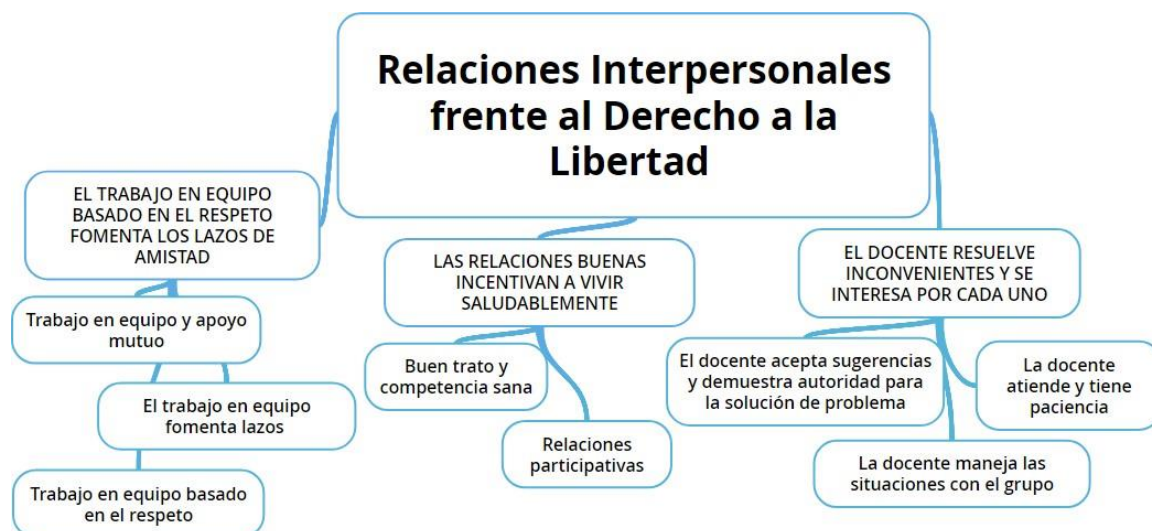 Relaciones Interpersonales
frente al Derecho a la
Libertad
EL TRABAJO EN EQUIPO
BASADO EN EL RESPETO
FOMENTA LOS LAZOS DE
AMISTAD
Trabajo en equipo y apoyo
mutuo
El trabajo en equipo
fomenta lazos
Trabajo en equipo basado
en el respeto
LAS RELACIONES BUENAS
INCENTIVAN A VIVIR
SALUDABLEMENTE
Buen trato y
competencia sana
Relaciones
participativas
EL DOCENTE RESUELVE
INCONVENIENTES Y SE
INTERESA POR CADA UNO
El docente acepta sugerencias
y demuestra autoridad para
la solución de problema
La docente
atiende y tiene
paciencia
La docente maneja las
situaciones con el grupo